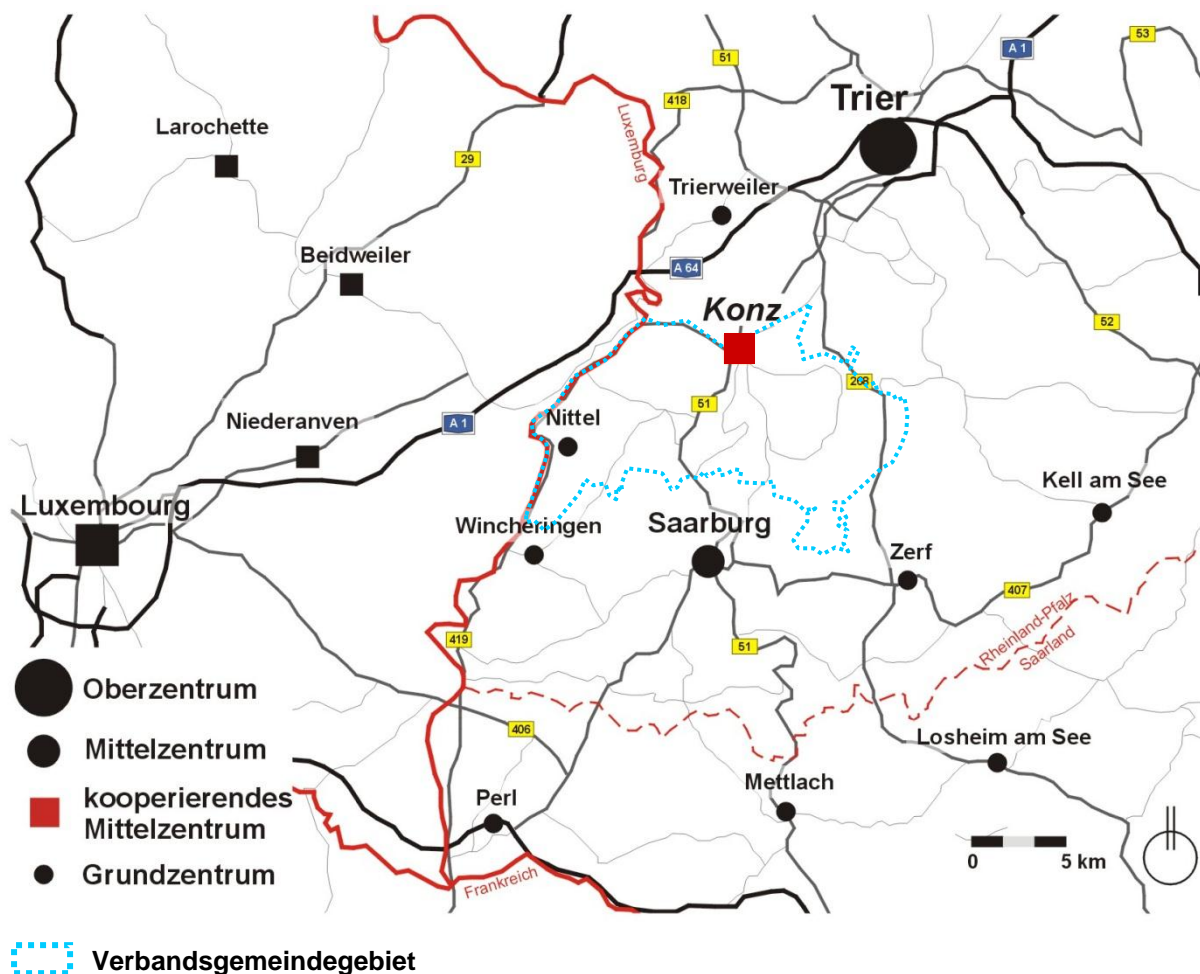 53
A 1
51
Trier
418
Larochette
Luxemburg
29
Trierweiler
Beidweiler
A 64
Konz
52
268
51
A 1
Nittel
Niederanven
Kell am See
Luxembourg
Wincheringen
Saarburg
Zerf
407
Rheinland-Pfalz
Saarland
419
51
Oberzentrum
406
Losheim am See
Mittelzentrum
Mettlach
Perl
kooperierendes
Mittelzentrum
0 5 km
Grundzentrum
Frankreich
Verbandsgemeindegebiet